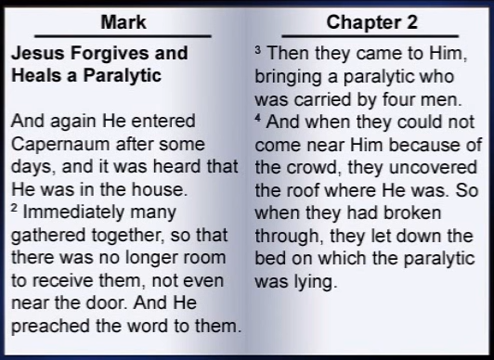 Mark
Jesus Forgives and
Heals a Paralytic
And again He entered
Capernaum after some
days, and it was heard that
He was in the house.
² Immediately many
gathered together, so that
there was no longer room
to receive them, not even
near the door. And He
preached the word to them.
Chapter 2
³ Then they came to Him,
bringing a paralytic who
was carried by four men.
⁴ And when they could not
come near Him because of
the crowd, they uncovered
the roof where He was. So
when they had broken
through, they let down the
bed on which the paralytic
was lying.